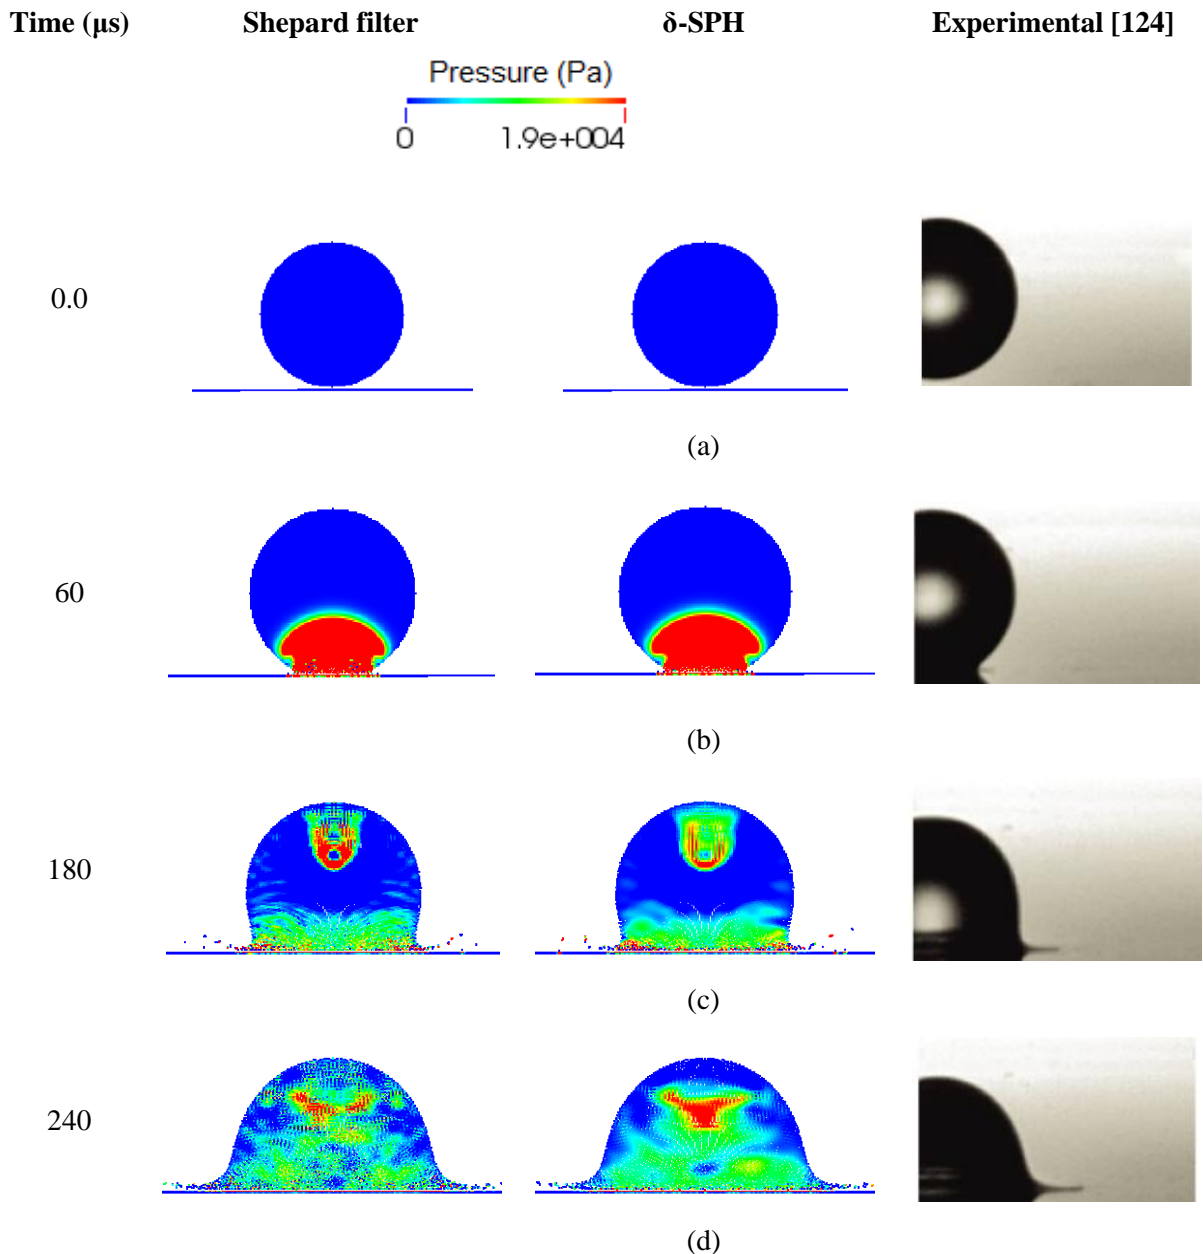 Time (μs) Shepard filter δ-SPH Experimental [124]
Pressure (Pa)
0 1.9e+004
0.0
(a)
60
(b)
180
(c)
240
(d)